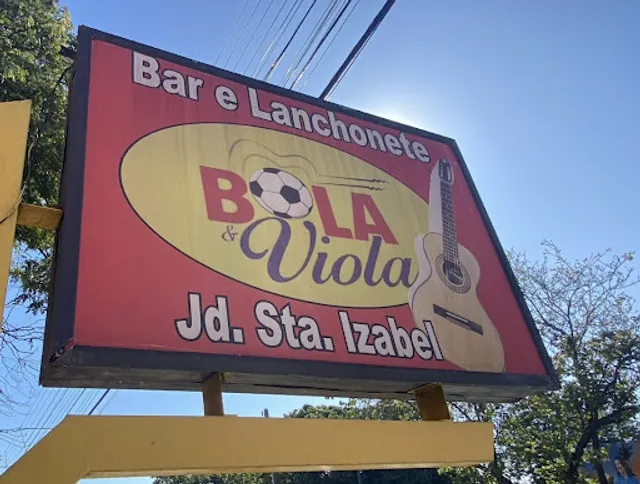 Bar e Lanchonete
BOLA
& Viola
Jd. Sta. Izabel